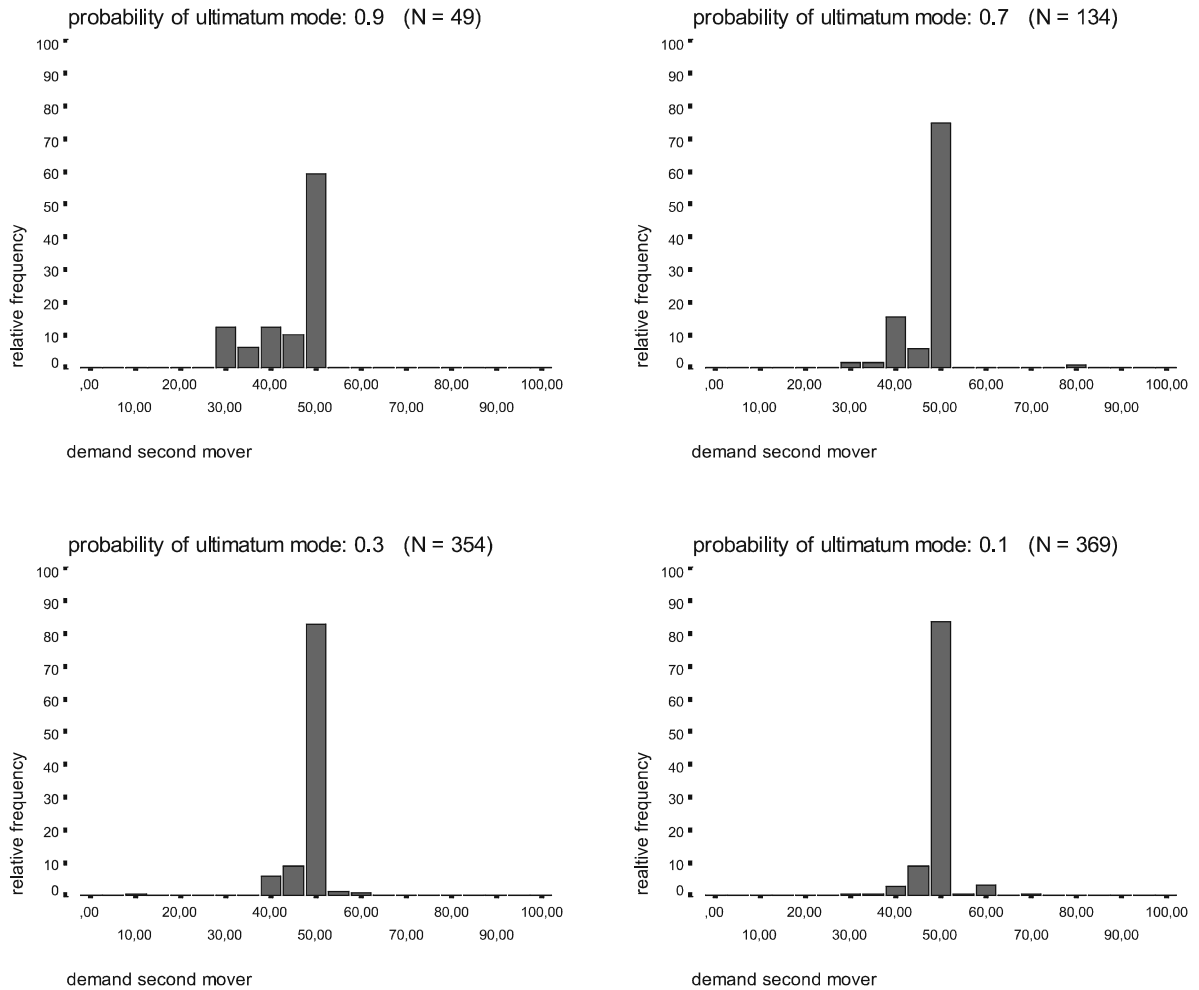 probability of ultimatum mode: 0.9 (N = 49)
100
90
80
70
60
50
40
30
20
10
0
relative frequency
,00 20,00 40,00 60,00 80,00 100,00
10,00 30,00 50,00 70,00 90,00
demand second mover
probability of ultimatum mode: 0.7 (N = 134)
100
90
80
70
60
50
40
30
20
10
0
relative frequency
,00 20,00 40,00 60,00 80,00 100,00
10,00 30,00 50,00 70,00 90,00
demand second mover
probability of ultimatum mode: 0.3 (N = 354)
100
90
80
70
60
50
40
30
20
10
0
relative frequency
,00 20,00 40,00 60,00 80,00 100,00
10,00 30,00 50,00 70,00 90,00
demand second mover
probability of ultimatum mode: 0.1 (N = 369)
100
90
80
70
60
50
40
30
20
10
0
realtive frequency
,00 20,00 40,00 60,00 80,00 100,00
10,00 30,00 50,00 70,00 90,00
demand second mover